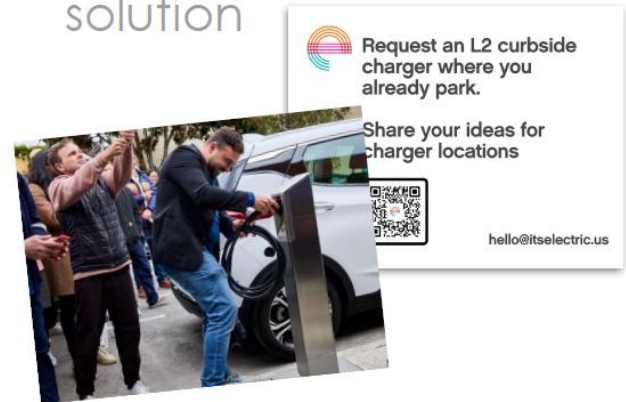 solution
Request an L2 curbside
charger where you
already park.
Share your ideas for
charger locations
hello@itselectric.us